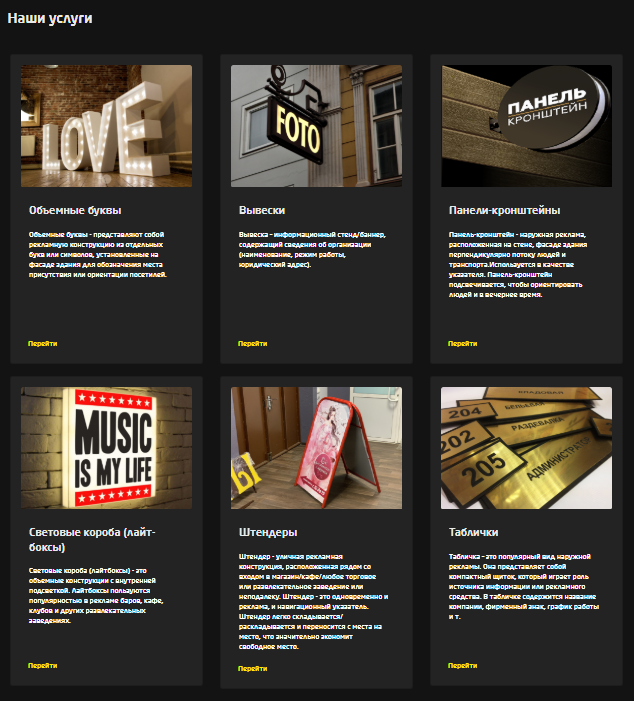 Наши услуги
LOVE
FOTO
ПАНЕЛЬ
КРОНШТЕЙН
Объемные буквы
Объемные буквы - представляют собой
рекламную конструкцию из отдельных
букв или символов, установленные на
фасаде здания для обозначения места
присутствия или ориентации посетилей.
Перейти
Вывески
Вывеска - информационный стенд/баннер,
содержащий сведения об организации
(наименование, режим работы,
юридический адрес).
Перейти
Панели-кронштейны
Панель-кронштейн - наружная реклама,
расположенная на стене, фасаде здания
перпендикулярно потоку людей и
транспорта.Используется в качестве
указателя. Панель-кронштейн
подсвечивается, чтобы ориентировать
людей и в вечернее время.
Перейти
MUSIC
IS MY LIFE
204
202
205
БЕЛЬЕВАЯ
РАЗДЕВАЛКА
АДМИНИСТРАТОР
Световые короба (лайт-
боксы)
Световые короба (лайтбоксы) - это
объемные конструкции с внутренней
подсветкой. Лайтбоксы пользуются
популярностью в рекламе баров, кафе,
клубов и других развлекательных
заведениях.
Перейти
Штендеры
Штендер - уличная рекламная
конструкция, расположенная рядом со
входом в магазин/кафе/любое торговое
или развлекательное заведение или
неподалеку. Штендер - это одновременно и
реклама, и навигационный указатель.
Штендер легко складывается/
раскладывается и переносится с места на
место, что значительно экономит
свободное место.
Перейти
Таблички
Табличка - это популярный вид наружной
рекламы. Она представляет собой
компактный щиток, который играет роль
источника информации или рекламного
средства. В табличке содержится название
компании, фирменный знак, график работы
и т.
Перейти